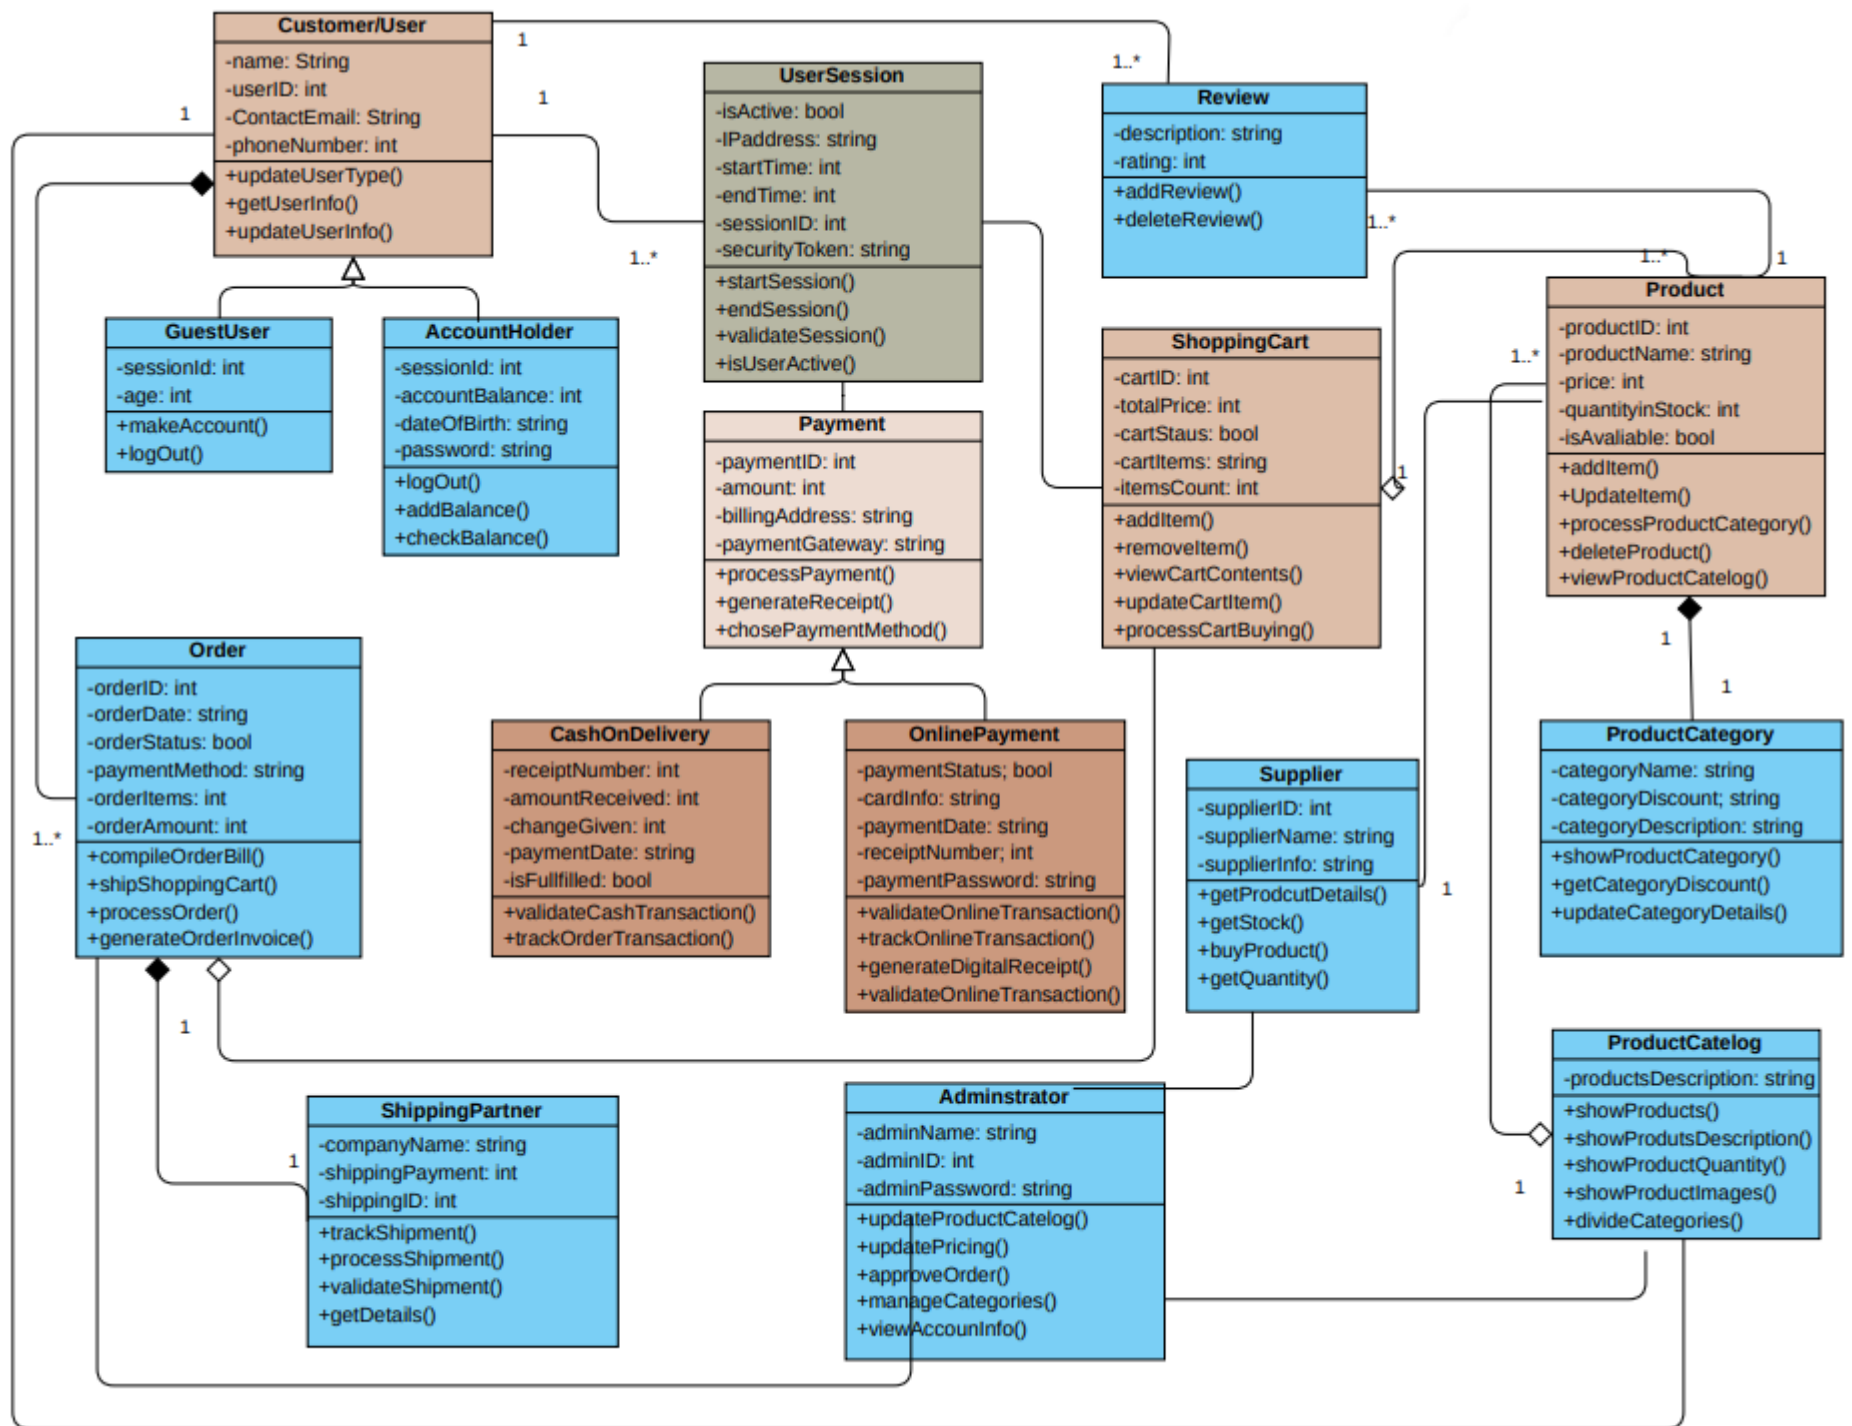 Customer/User
-name: String
-userID: int
-ContactEmail: String
-phoneNumber: int
+updateUserType()
+getUserInfo()
+updateUserInfo()
1
1
1
1..*
1..*
UserSession
-isActive: bool
-IPaddress: string
-startTime: int
-endTime: int
-sessionID: int
-securityToken: string
+startSession()
+endSession()
+validateSession()
+isUserActive()
Review
-description: string
-rating: int
+addReview()
+deleteReview()
1..*
1..*
1
GuestUser
-sessionId: int
-age: int
+makeAccount()
+logOut()
AccountHolder
-sessionId: int
-accountBalance: int
-dateOfBirth: string
-password: string
+logOut()
+addBalance()
+checkBalance()
Payment
-paymentID: int
-amount: int
-billingAddress: string
-paymentGateway: string
+processPayment()
+generateReceipt()
+chosePaymentMethod()
ShoppingCart
-cartID: int
-totalPrice: int
-cartStaus: bool
-cartItems: string
-itemsCount: int
+addItem()
+removeItem()
+viewCartContents()
+updateCartItem()
+processCartBuying()
1
1..*
Product
-productID: int
-productName: string
-price: int
-quantityinStock: int
-isAvaliable: bool
+addItem()
+UpdateItem()
+processProductCategory()
+deleteProduct()
+viewProductCatelog()
1
1
Order
-orderID: int
-orderDate: string
-orderStatus: bool
-paymentMethod: string
-orderItems: int
-orderAmount: int
+compileOrderBill()
+shipShoppingCart()
+processOrder()
+generateOrderInvoice()
1..*
1
CashOnDelivery
-receiptNumber: int
-amountReceived: int
-changeGiven: int
-paymentDate: string
-isFullfilled: bool
+validateCashTransaction()
+trackOrderTransaction()
OnlinePayment
-paymentStatus; bool
-cardInfo: string
-paymentDate: string
-receiptNumber; int
-paymentPassword: string
+validateOnlineTransaction()
+trackOnlineTransaction()
+generateDigitalReceipt()
+validateOnlineTransaction()
Supplier
-supplierID: int
-supplierName: string
-supplierInfo: string
+getProdcutDetails()
+getStock()
+buyProduct()
+getQuantity()
1
ProductCategory
-categoryName: string
-categoryDiscount; string
-categoryDescription: string
+showProductCategory()
+getCategoryDiscount()
+updateCategoryDetails()
ShippingPartner
-companyName: string
-shippingPayment: int
-shippingID: int
+trackShipment()
+processShipment()
+validateShipment()
+getDetails()
1
Adminstrator
-adminName: string
-adminID: int
-adminPassword: string
+updateProductCatelog()
+updatePricing()
+approveOrder()
+manageCategories()
+viewAccounInfo()
ProductCatelog
-productsDescription: string
+showProducts()
+showProdutsDescription()
+showProductQuantity()
+showProductImages()
+divideCategories()
1